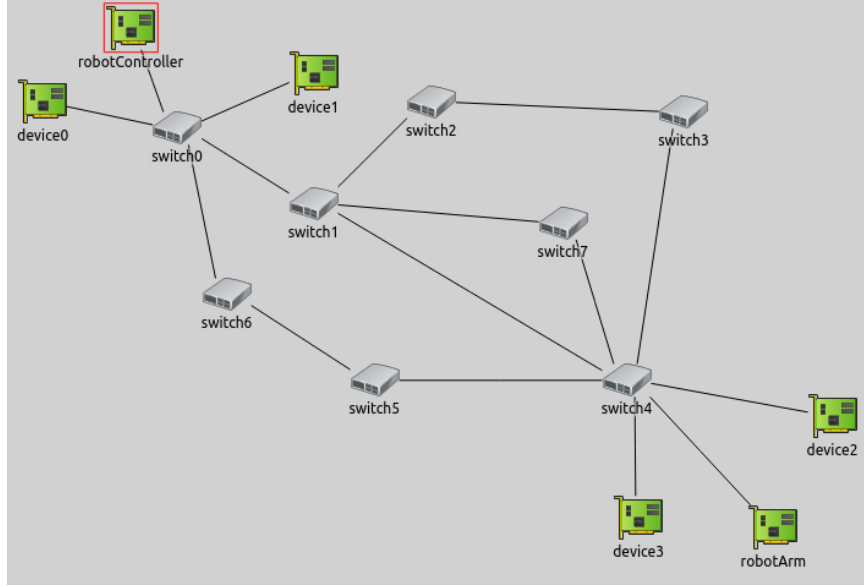 robotController
device1
device0
switch2
switch3
switch0
switch1
switch7
switch6
switch5
switch4
device2
device3
robotArm